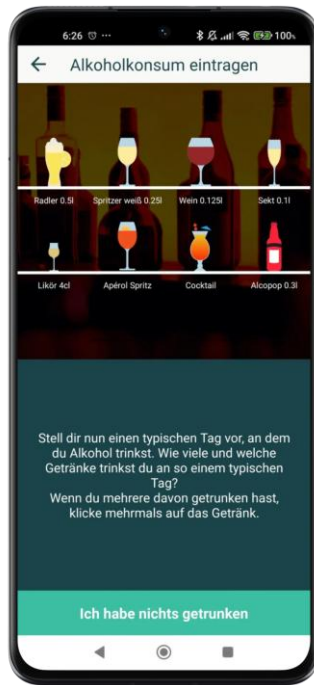 6:26
100%
Alkoholkonsum eintragen
Radler 0.5l
Spritzer weiß 0.25l
Wein 0.125l
Sekt 0.1l
Likör 4cl
Apérol Spritz
Cocktail
Alcopop 0.3l
Stell dir nun einen typischen Tag vor, an dem
du Alkohol trinkst. Wie viele und welche
Getränke trinkst du an so einem typischen
Tag?
Wenn du mehrere davon getrunken hast,
klicke mehrmals auf das Getränk.
Ich habe nichts getrunken